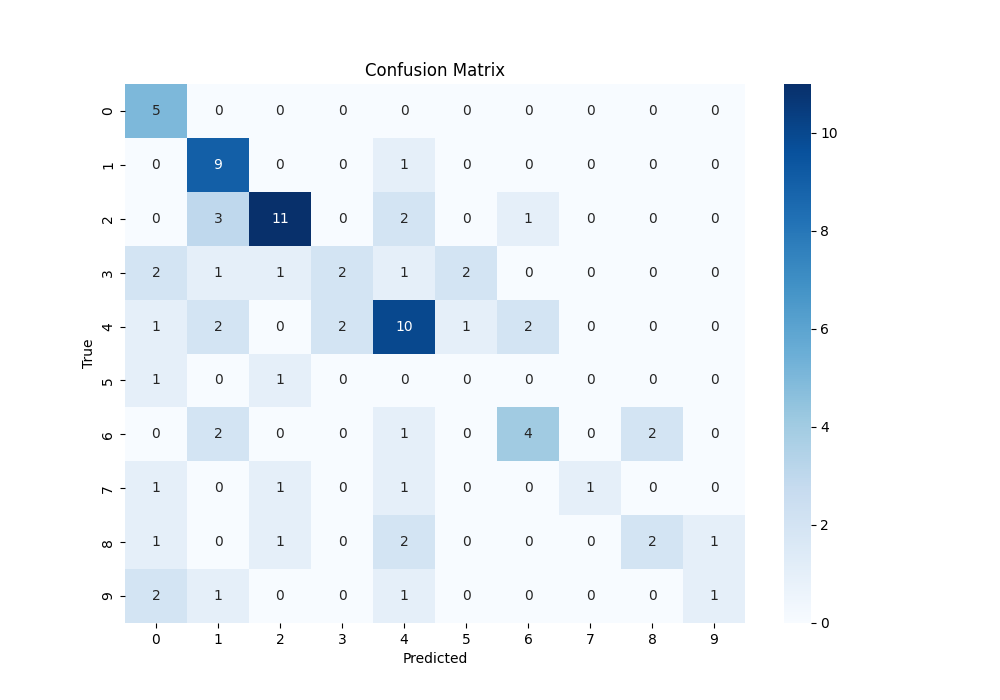 Confusion Matrix
0 5 0 0 0 0 0 0 0 0 0
1 0 9 0 0 1 0 0 0 0 0
2 0 3 11 0 2 0 1 0 0 0
3 2 1 1 2 1 2 0 0 0 0
4 1 2 0 2 10 1 2 0 0 0
5 1 0 1 0 0 0 0 0 0 0
6 0 2 0 0 1 0 4 0 2 0
7 1 0 1 0 1 0 0 1 0 0
8 1 0 1 0 2 0 0 0 2 1
9 2 1 0 0 1 0 0 0 0 1
0 1 2 3 4 5 6 7 8 9
Predicted
True
10
8
6
4
2
0